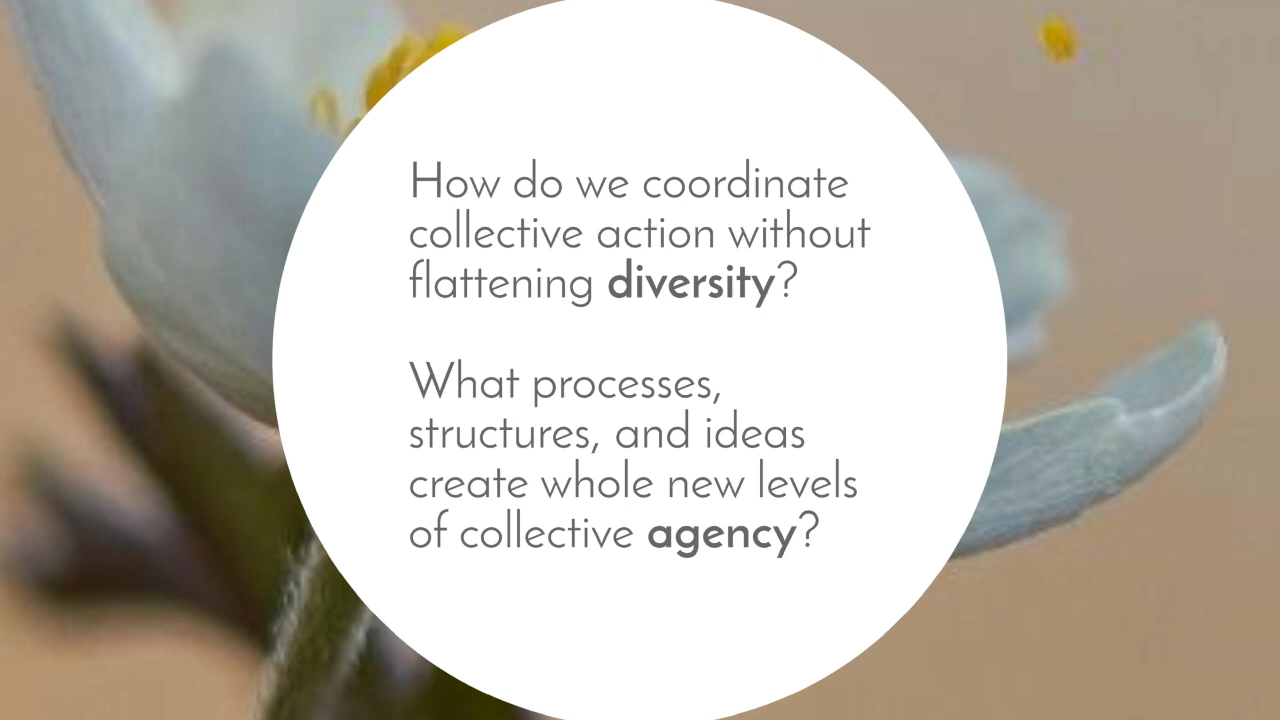 How do we coordinate
collective action without
flattening diversity?
What processes,
structures, and ideas
create whole new levels
of collective agency?